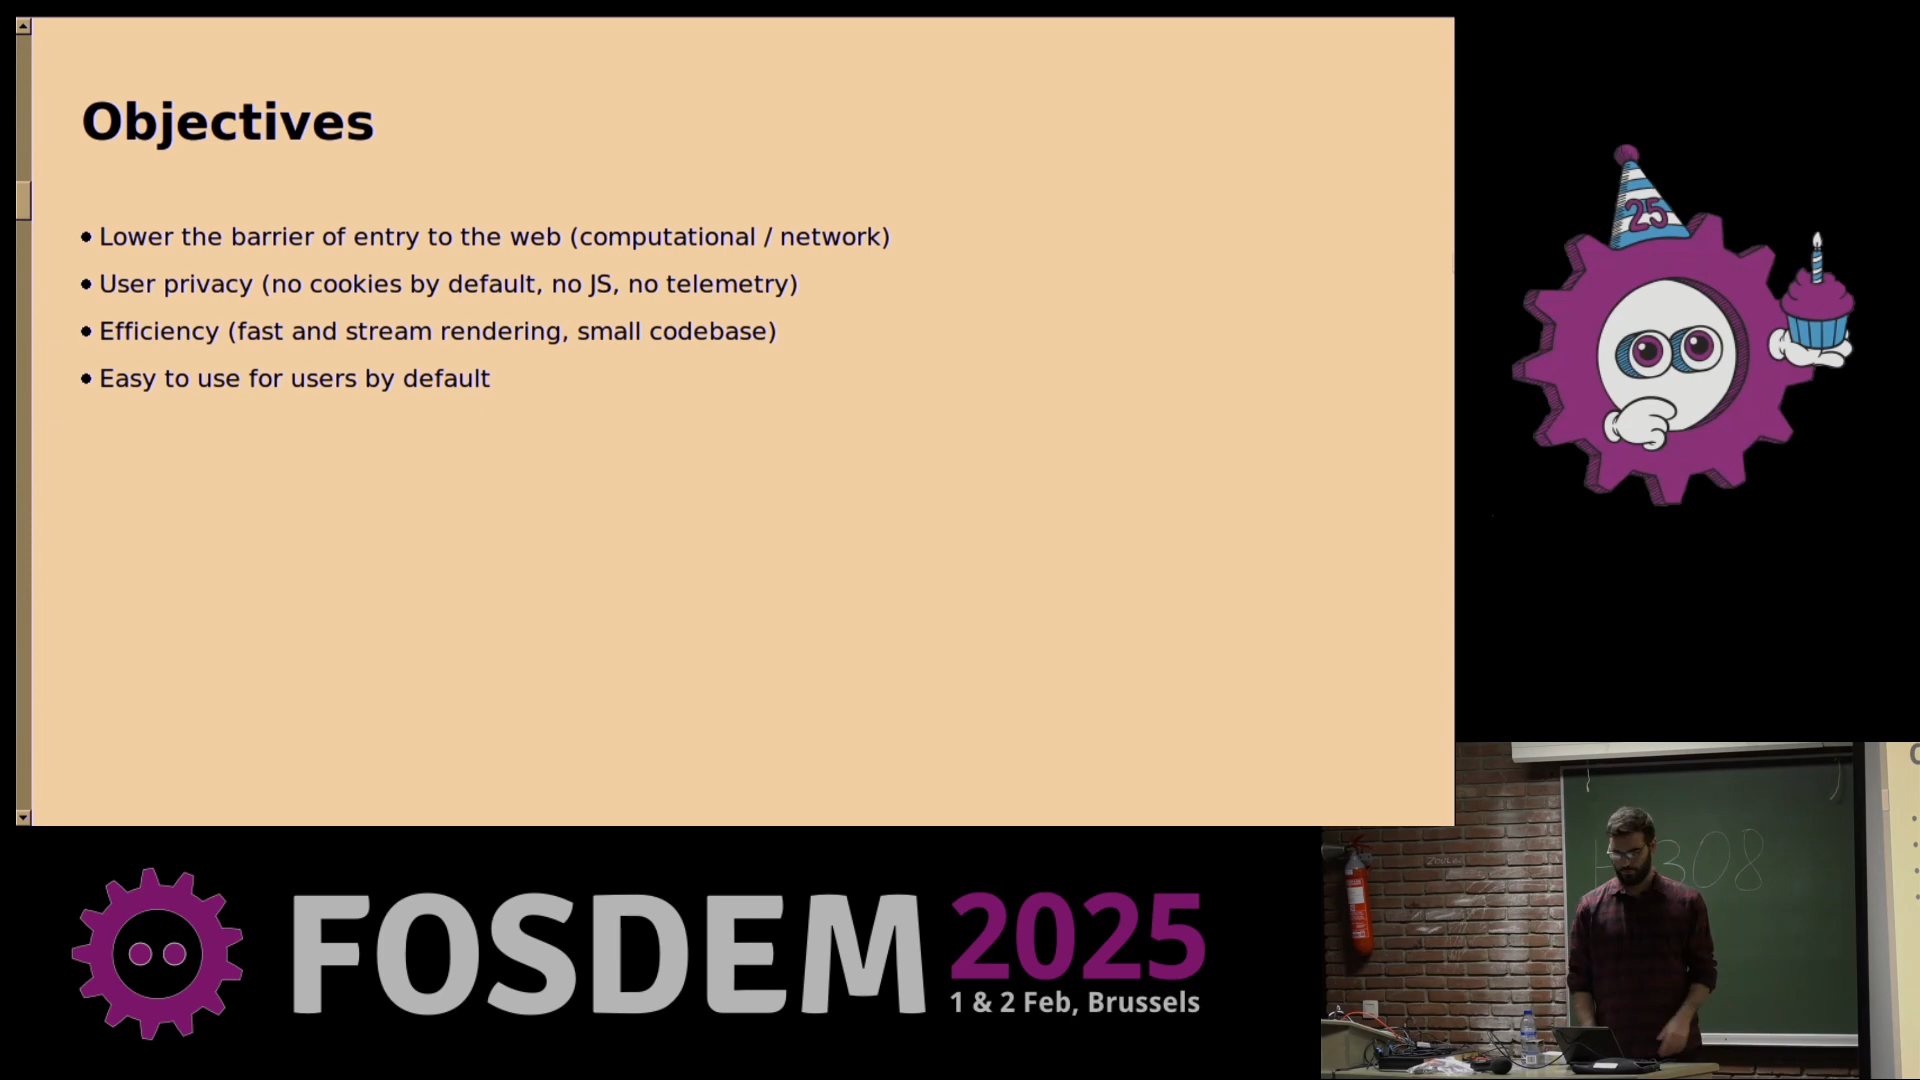 Objectives
• Lower the barrier of entry to the web (computational / network)
• User privacy (no cookies by default, no JS, no telemetry)
• Efficiency (fast and stream rendering, small codebase)
• Easy to use for users by default
25
FOSDEM 2025
1 & 2 Feb, Brussels